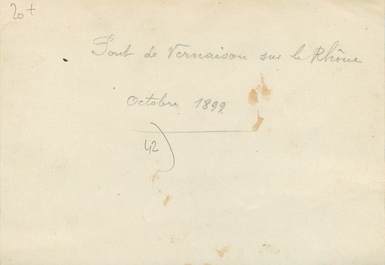 20+
Pont de Vernaison sur le Rhône
Octobre 1899
42